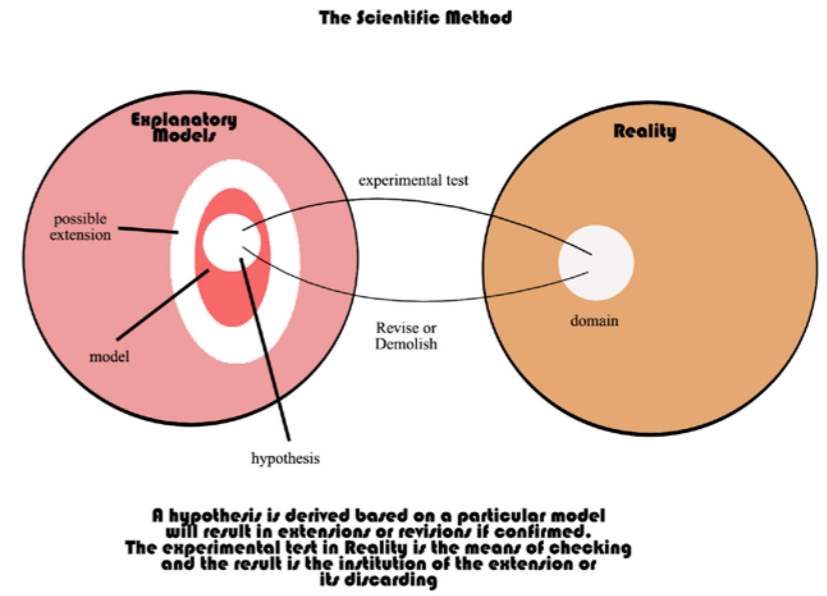 The Scientific Method
Explanatory
Models
Reality
experimental test
possible
extension
domain
Revise or
Demolish
model
hypothesis
A hypothesis is derived based on a particular model
will result in extensions or revisions if confirmed.
The experimental test in Reality is the means of checking
and the result is the institution of the extension or
its discarding